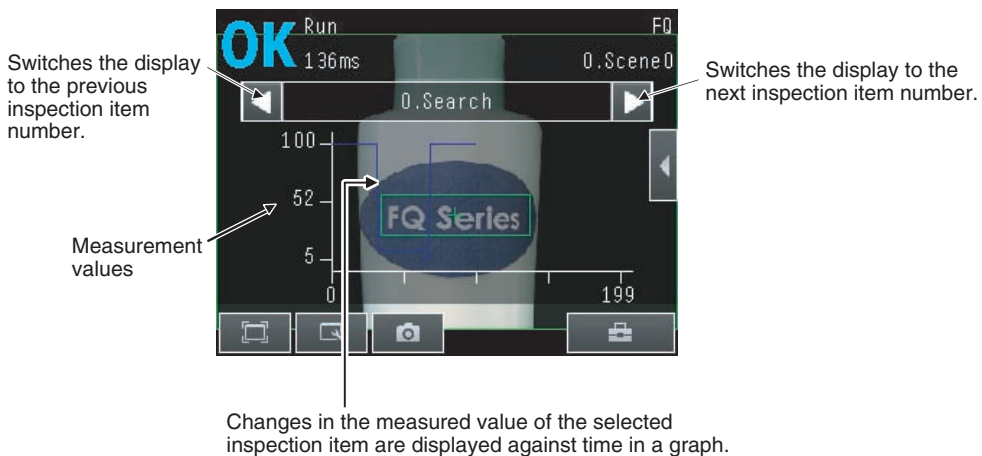 OK
Run
FQ
136ms
0.Scene0
Switches the display
to the previous
inspection item
number.
Switches the display to the
next inspection item number.
0.Search
100
52
5
FQ Series
Measurement
values
0
199
Changes in the measured value of the selected
inspection item are displayed against time in a graph.